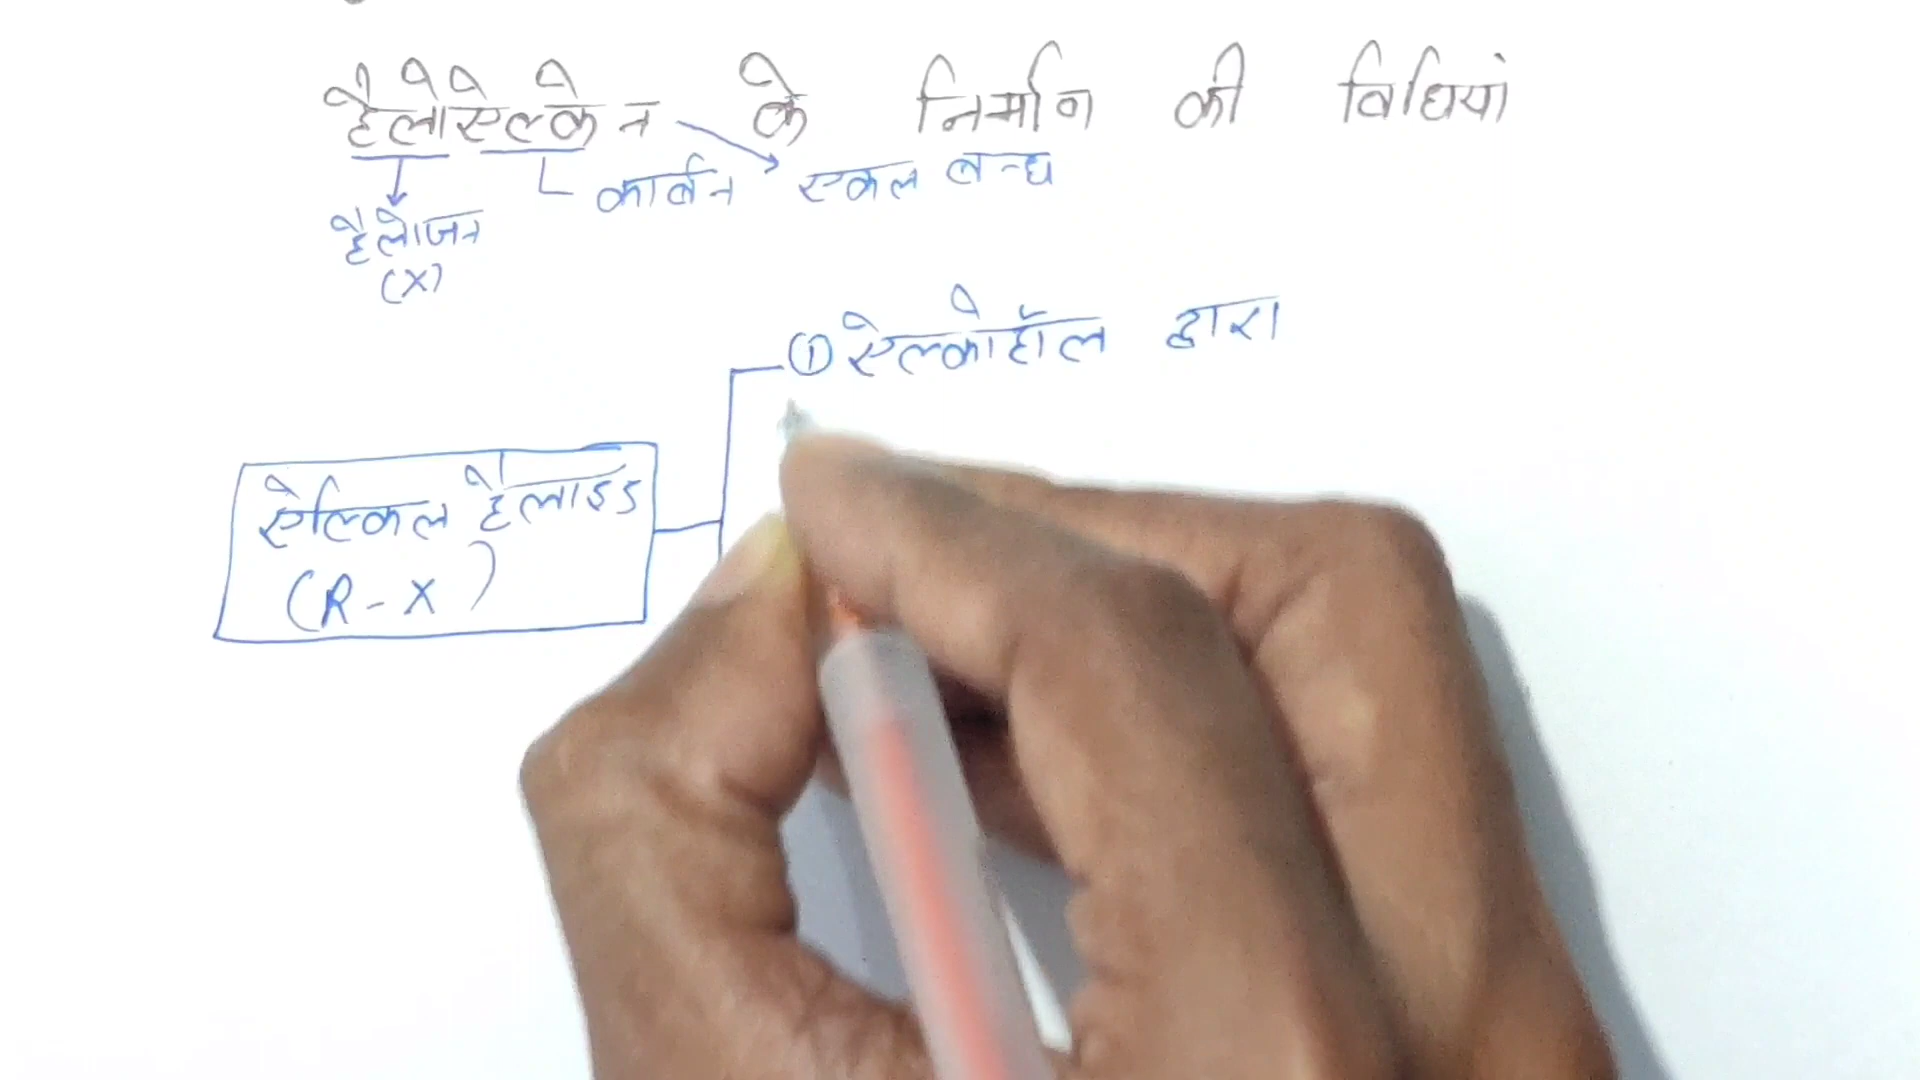 हैलोऐल्केन के निर्माण की विधियां
कार्बन एकल बन्ध
हैलोजन
(X)
① ऐल्कोहॉल द्वारा
ऐल्किल हैलाइड
(R-X)